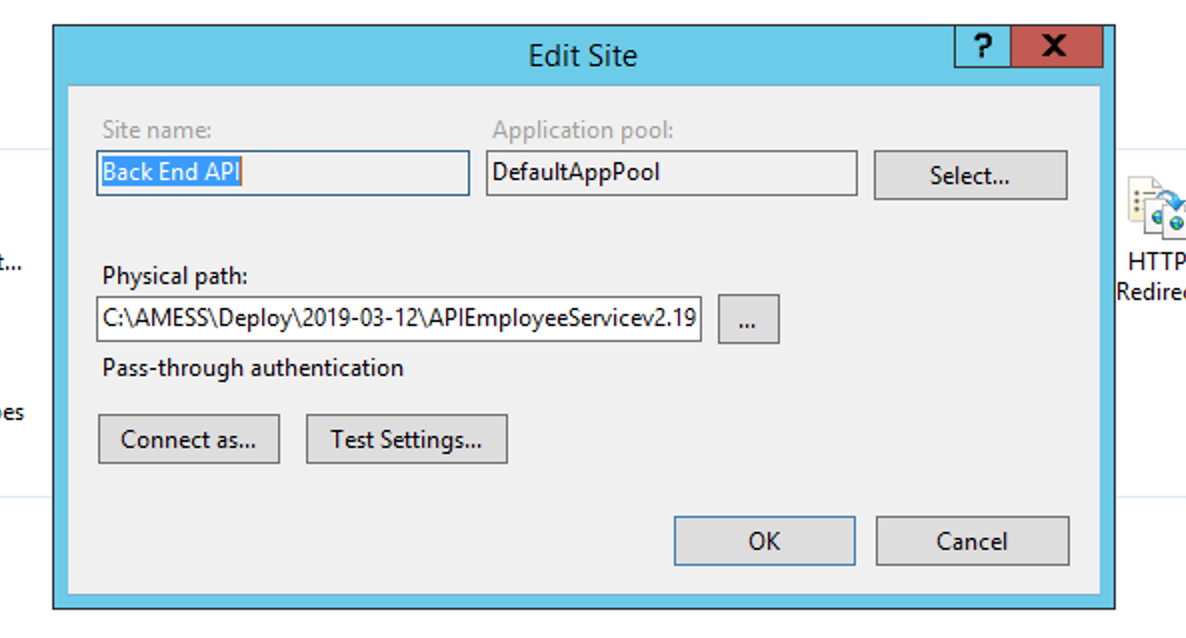 Edit Site
?
X
Site name:
Application pool:
Back End API
DefaultAppPool
Select...
Physical path:
C:\AMESS\Deploy\2019-03-12\APIEmployeeServicev2.19
...
Pass-through authentication
Connect as...
Test Settings...
OK
Cancel
t...
HTTP
Redire
pes